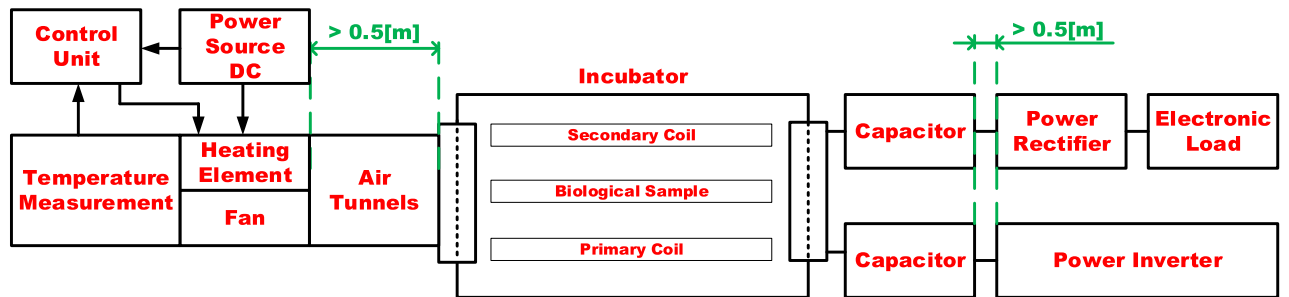 Control
Unit
Power
Source
DC
> 0.5[m]
Temperature
Measurement
Heating
Element
Fan
Air
Tunnels
Incubator
Secondary Coil
Biological Sample
Primary Coil
> 0.5[m]
Capacitor
Power
Rectifier
Electronic
Load
Capacitor
Power Inverter